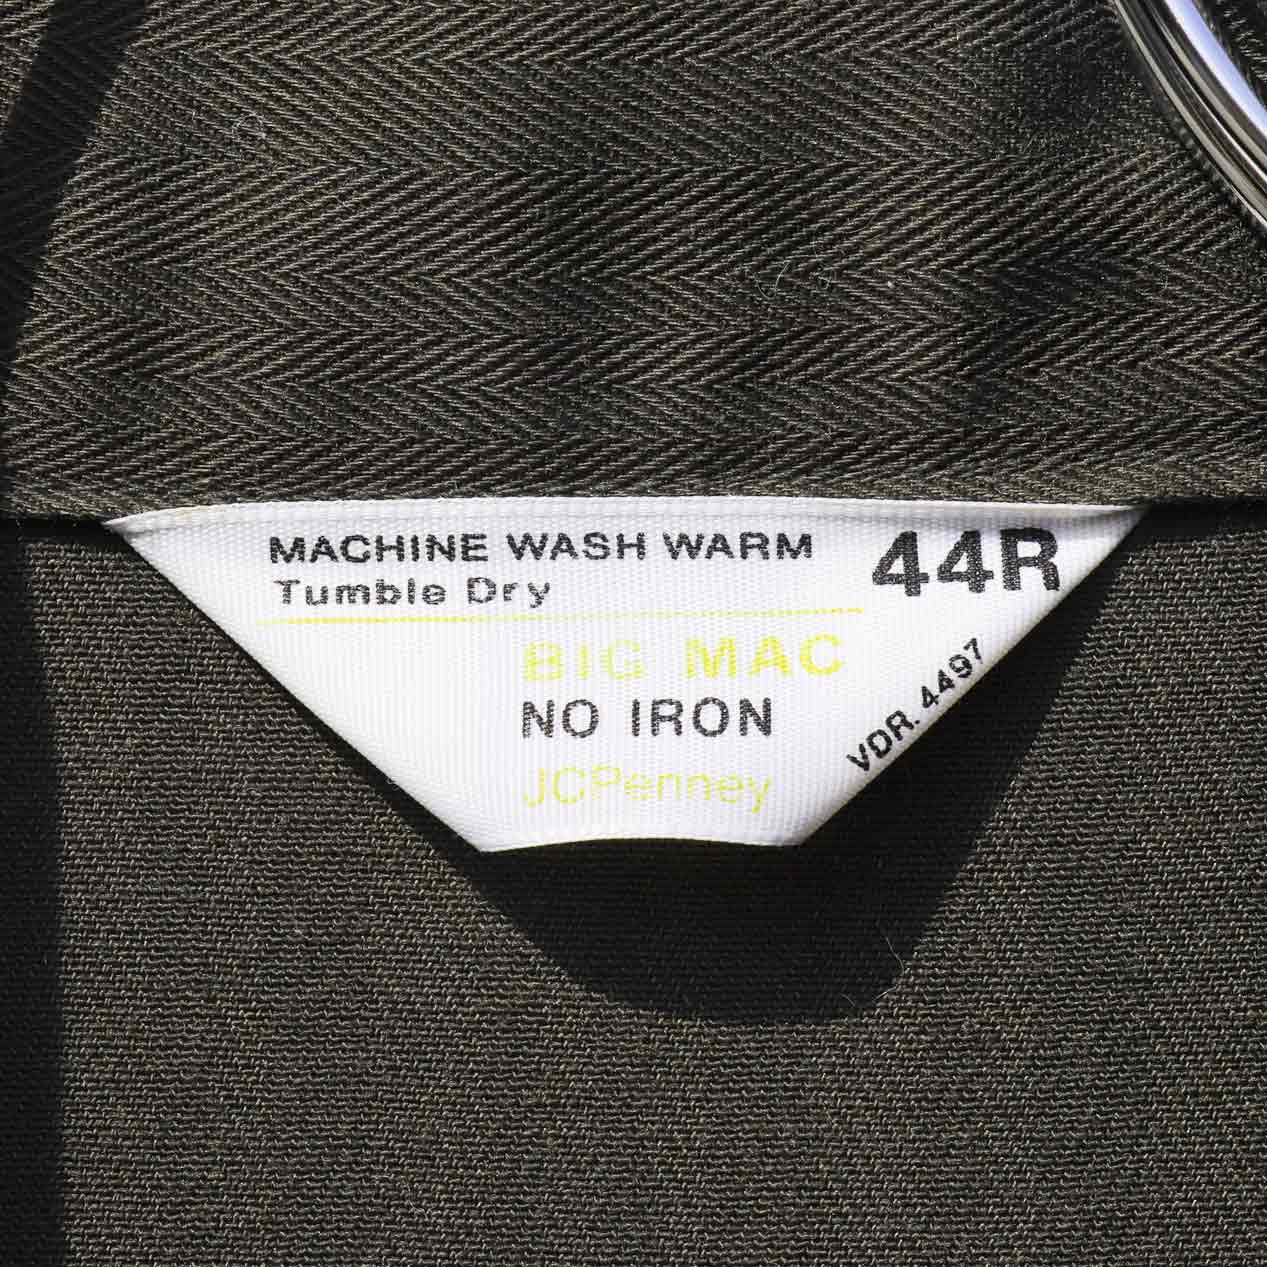 MACHINE WASH WARM
Tumble Dry
44R
BIG MAC
NO IRON
JCPenney
VDR. 4497